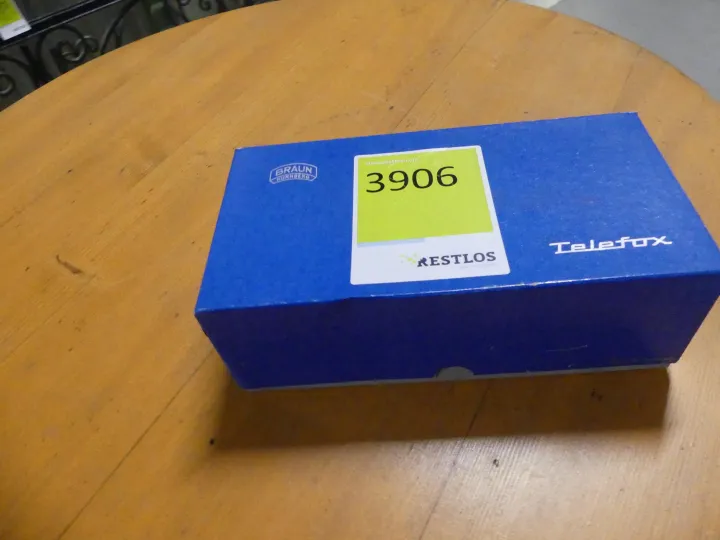 BRAUN
NÜRNBERG
3906
RESTLOS
Telefox